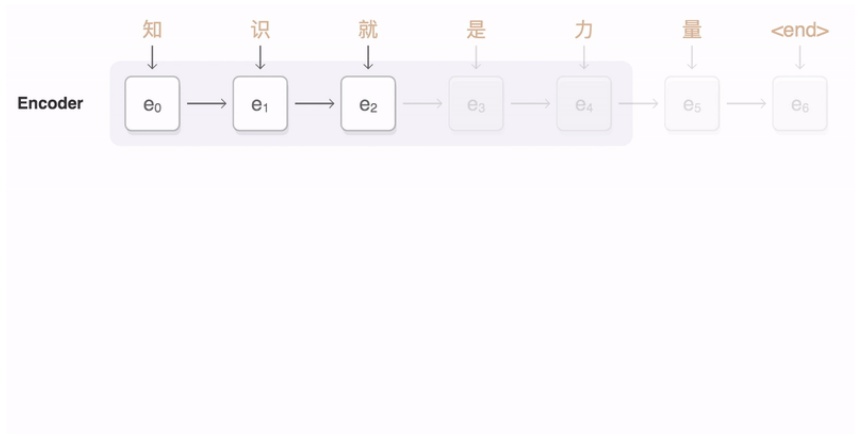 知 识 就 是 力 量 <end>
Encoder e₀ e₁ e₂ e₃ e₄ e₅ e₆